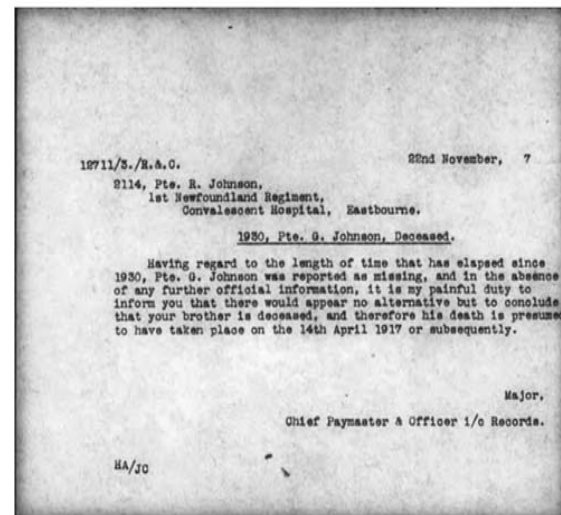 12711/3./R.&.C.
22nd November, 7
2114, Pte. R. Johnson,
1st Newfoundland Regiment,
Convalescent Hospital, Eastbourne.
1930, Pte. G. Johnson, Deceased.
Having regard to the length of time that has elapsed since
1930, Pte. G. Johnson was reported as missing, and in the absence
of any further official information, it is my painful duty to
inform you that there would appear no alternative but to conclude
that your brother is deceased, and therefore his death is presumed
to have taken place on the 14th April 1917 or subsequently.
Major,
Chief Paymaster & Officer i/c Records.
HA/JC